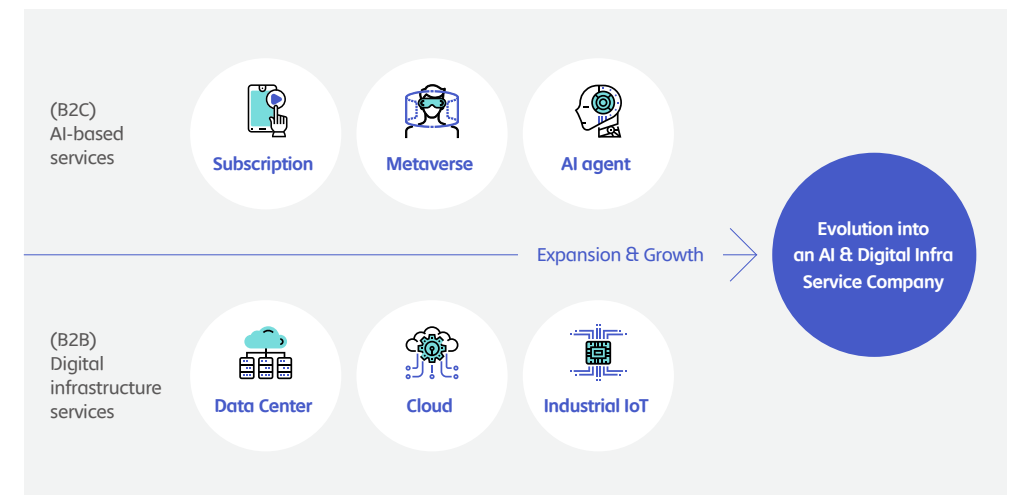 (B2C)
AI-based
services
Subscription
Metaverse
AI agent
Expansion & Growth
Evolution into
an AI & Digital Infra
Service Company
(B2B)
Digital
infrastructure
services
Data Center
Cloud
Industrial IoT